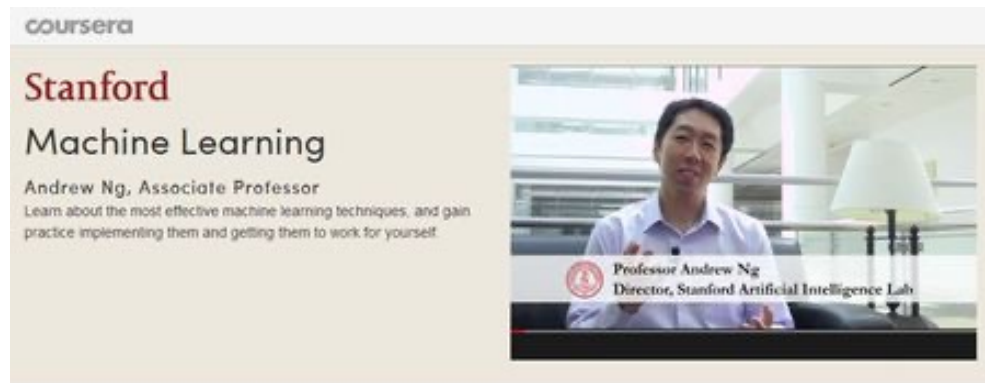 coursera
Stanford
Machine Learning
Andrew Ng, Associate Professor
Learn about the most effective machine learning techniques, and gain
practice implementing them and getting them to work for yourself.
Professor Andrew Ng
Director, Stanford Artificial Intelligence Lab